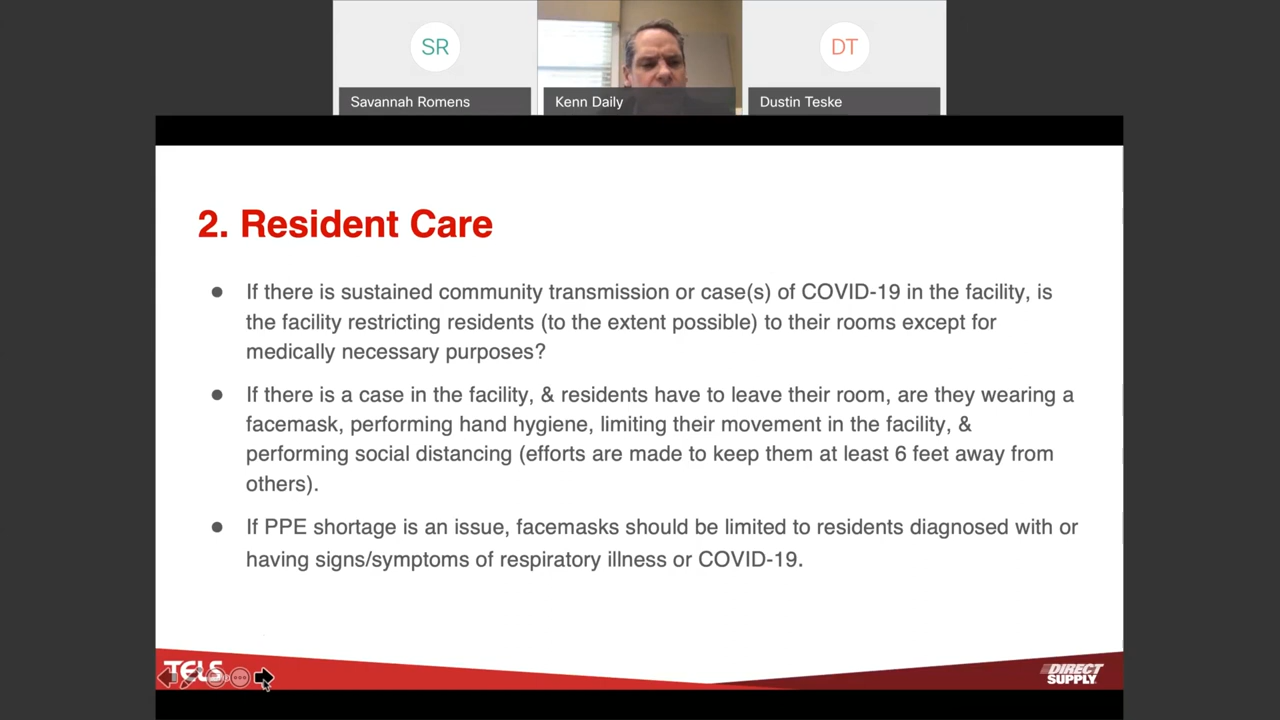 SR
DT
Savannah Romens
Kenn Daily
Dustin Teske
2. Resident Care
● If there is sustained community transmission or case(s) of COVID-19 in the facility, is
the facility restricting residents (to the extent possible) to their rooms except for
medically necessary purposes?
● If there is a case in the facility, & residents have to leave their room, are they wearing a
facemask, performing hand hygiene, limiting their movement in the facility, &
performing social distancing (efforts are made to keep them at least 6 feet away from
others).
● If PPE shortage is an issue, facemasks should be limited to residents diagnosed with or
having signs/symptoms of respiratory illness or COVID-19.
TELS
DIRECT
SUPPLY